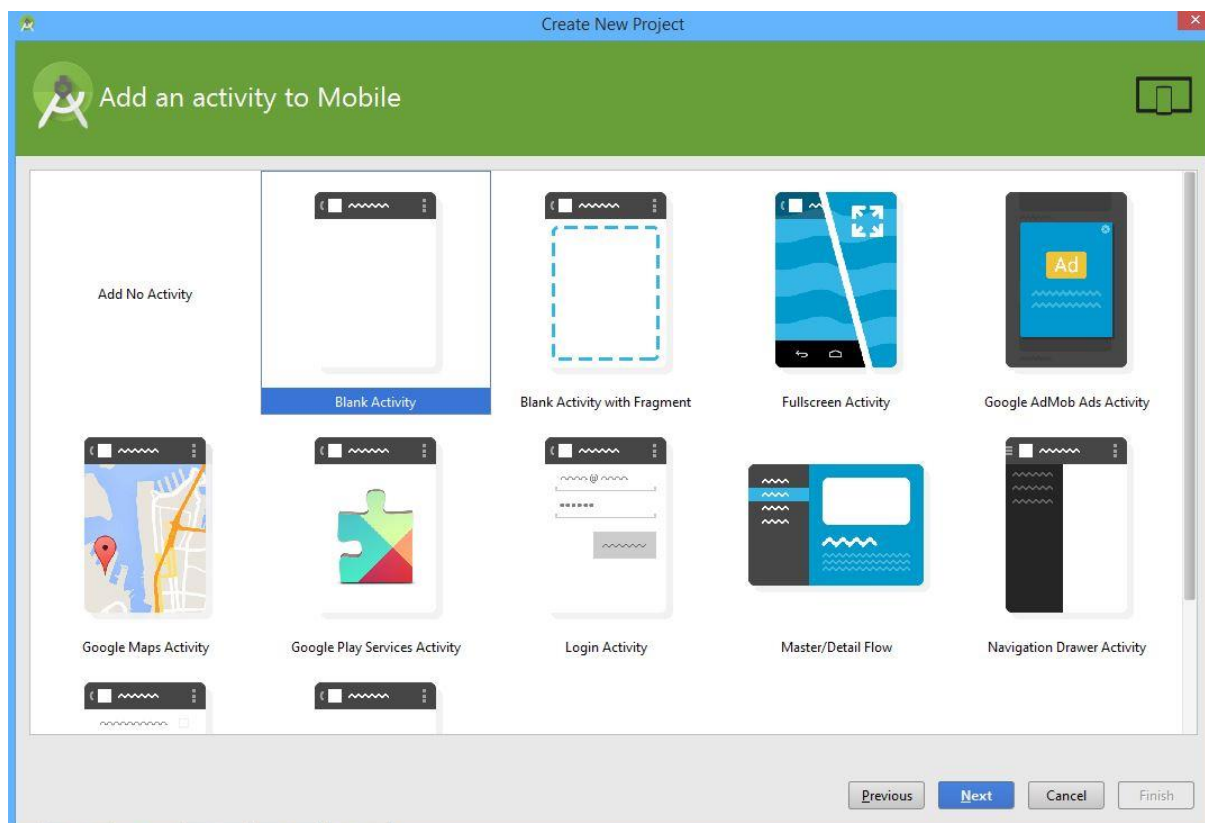 Create New Project
Add an activity to Mobile
Add No Activity
Blank Activity
Blank Activity with Fragment
Fullscreen Activity
Ad
Google AdMob Ads Activity
Google Maps Activity
Google Play Services Activity
Login Activity
Master/Detail Flow
Navigation Drawer Activity
Previous
Next
Cancel
Finish